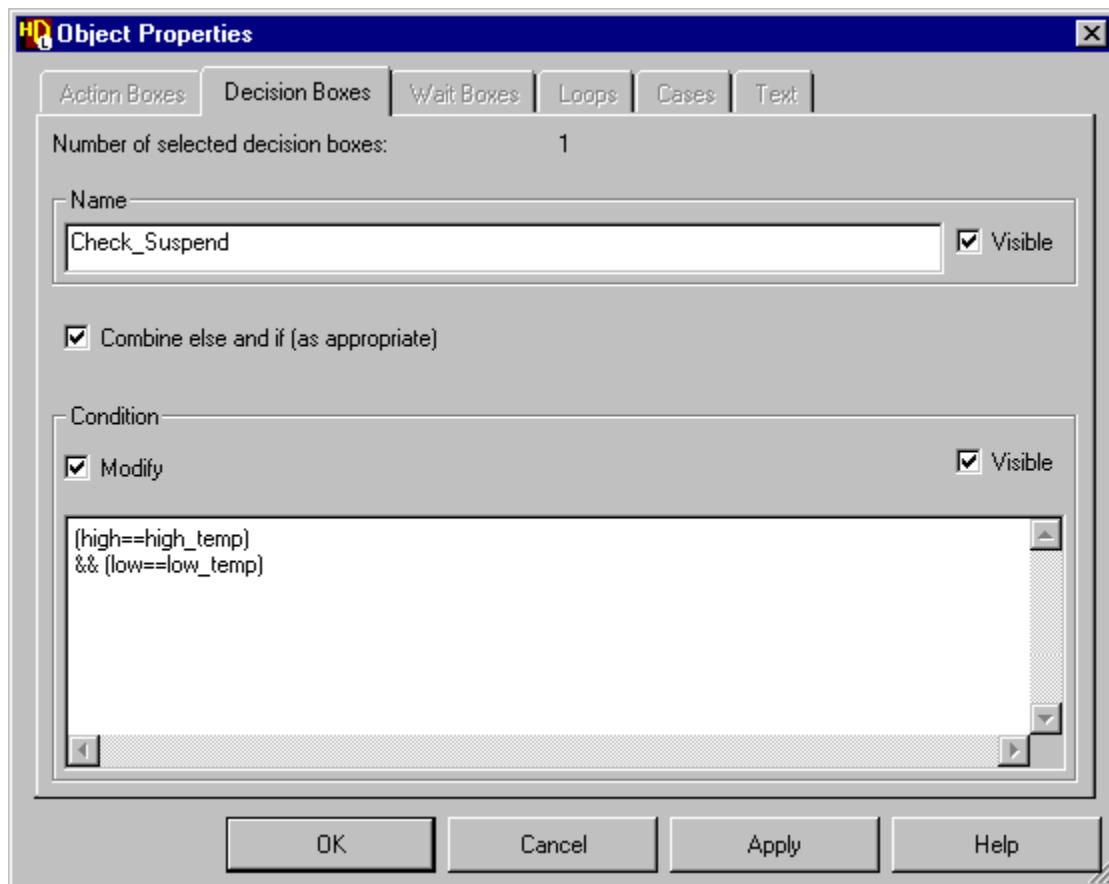 HDL Object Properties
Action Boxes Decision Boxes Wait Boxes Loops Cases Text
Number of selected decision boxes: 1
Name
Check_Suspend Visible
Combine else and if (as appropriate)
Condition
Modify Visible
(high==high_temp)
&& (low==low_temp)
OK Cancel Apply Help